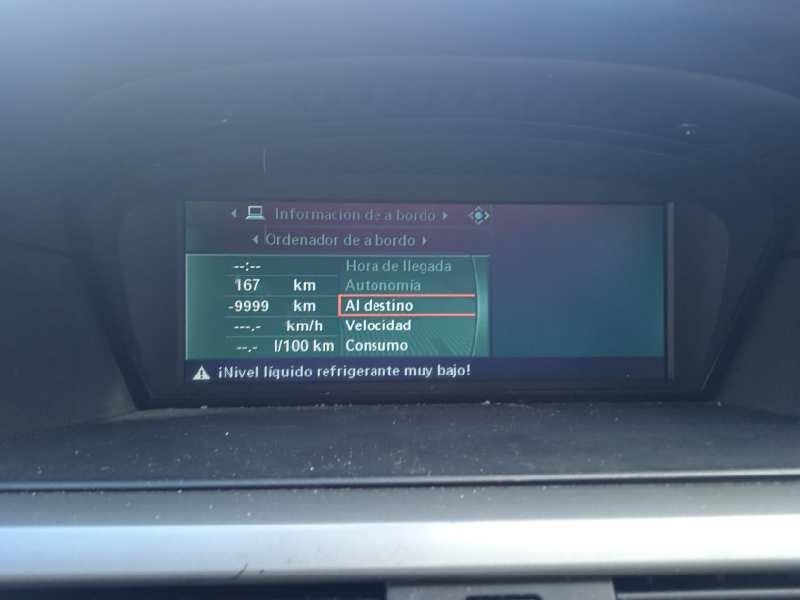 Información de a bordo
Ordenador de a bordo
--:-- Hora de llegada
167 km Autonomía
-9999 km Al destino
---,- km/h Velocidad
--,- l/100 km Consumo
¡Nivel líquido refrigerante muy bajo!